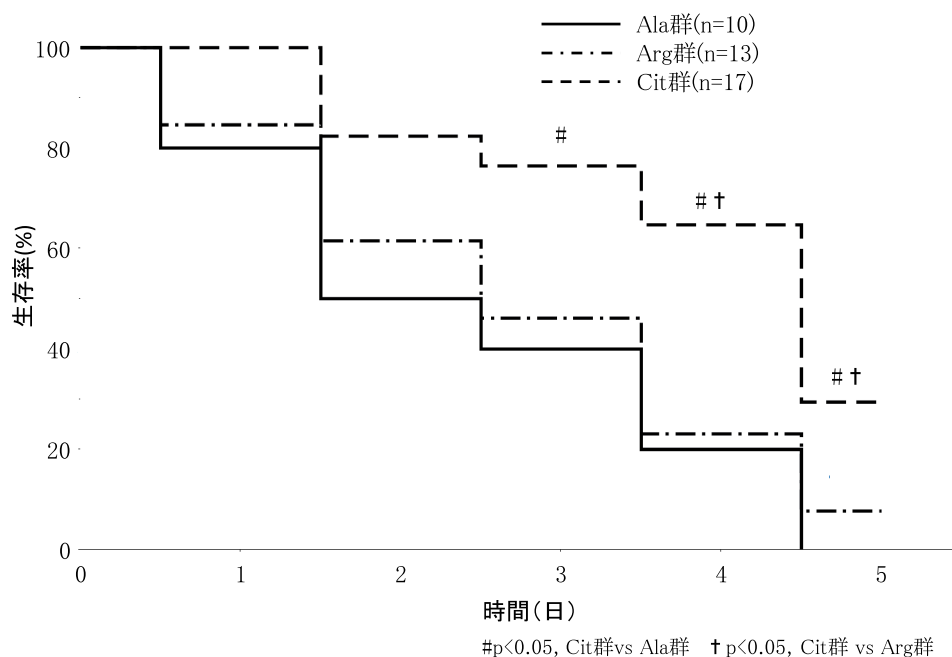 Ala群(n=10)
Arg群(n=13)
Cit群(n=17)
100
80
60
40
20
0
生存率(%)
#
#†
#†
0 1 2 3 4 5
時間(日)
#p<0.05, Cit群vs Ala群 †p<0.05, Cit群 vs Arg群